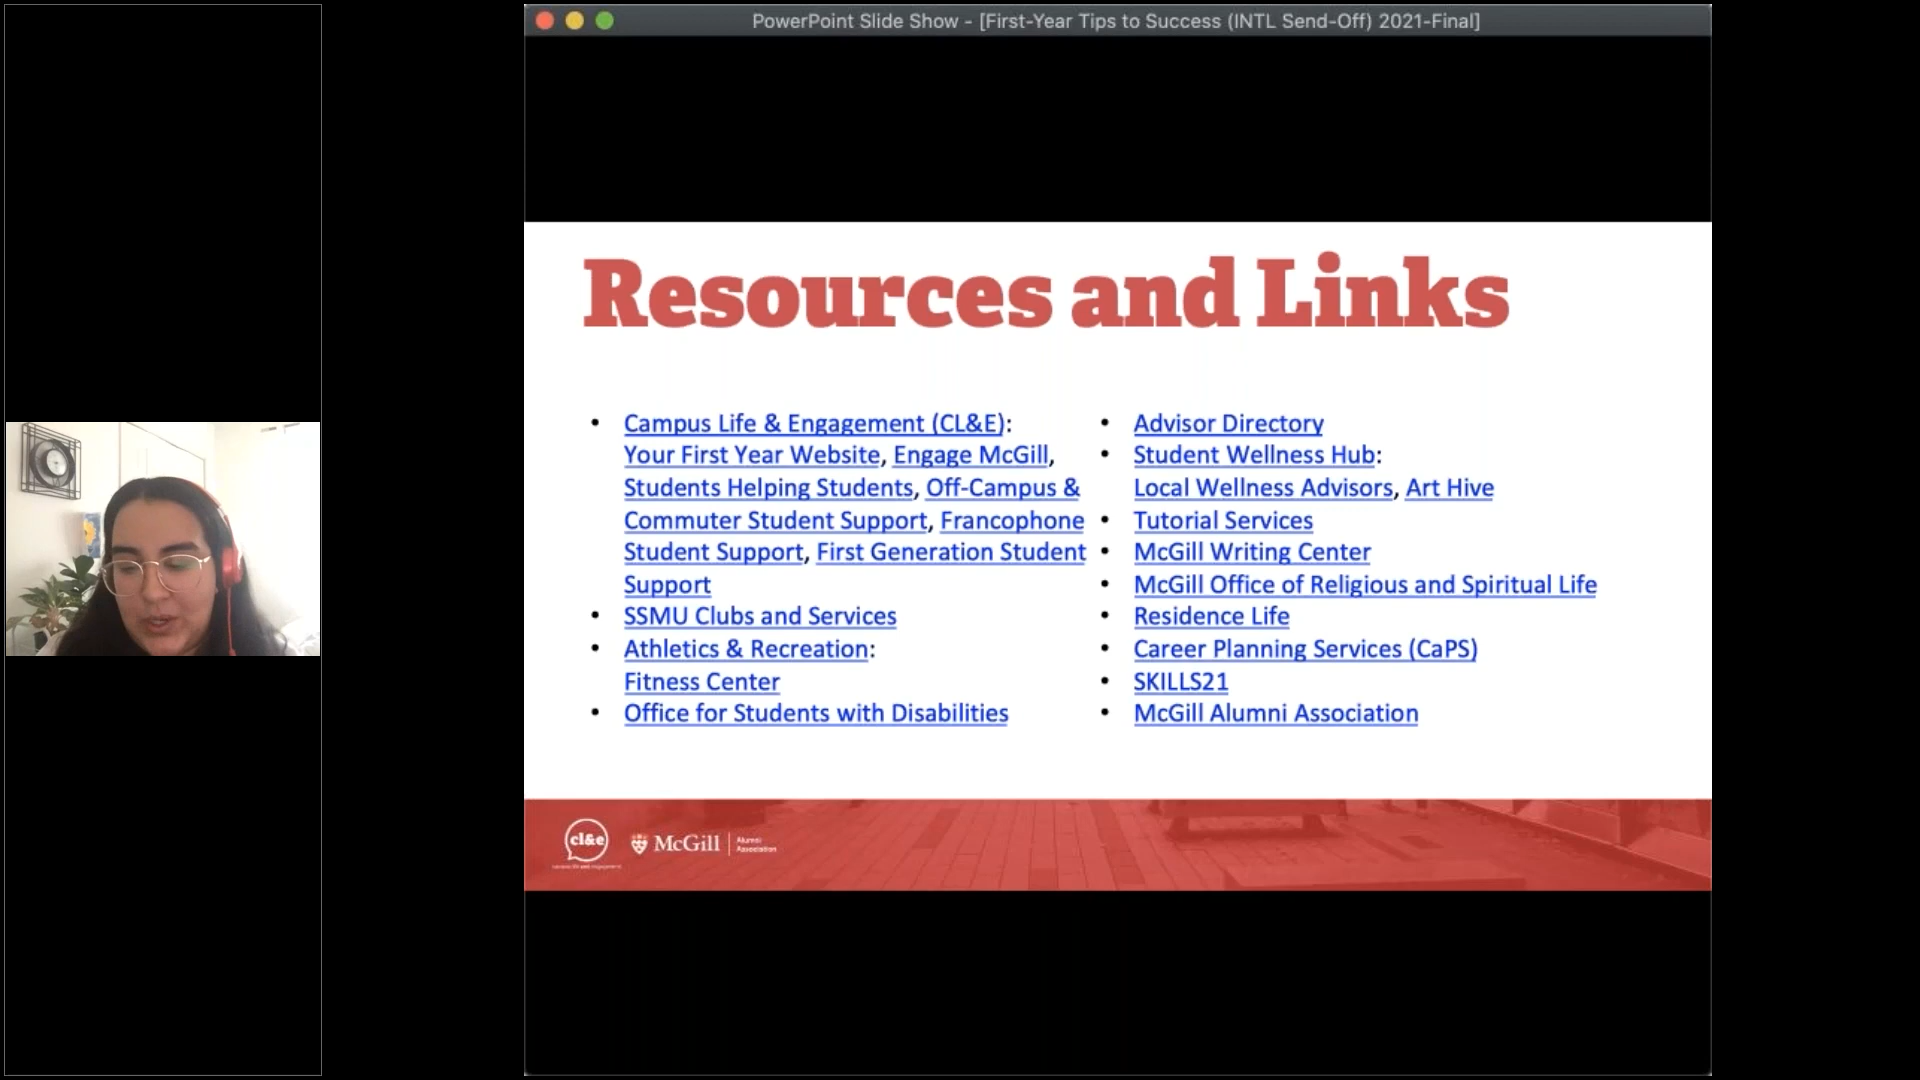 PowerPoint Slide Show - [First-Year Tips to Success (INTL Send-Off) 2021-Final]
Resources and Links
• Campus Life & Engagement (CL&E):
Your First Year Website, Engage McGill,
Students Helping Students, Off-Campus &
Commuter Student Support, Francophone
Student Support, First Generation Student
Support
• SSMU Clubs and Services
• Athletics & Recreation:
Fitness Center
• Office for Students with Disabilities
• Advisor Directory
• Student Wellness Hub:
Local Wellness Advisors, Art Hive
• Tutorial Services
• McGill Writing Center
• McGill Office of Religious and Spiritual Life
• Residence Life
• Career Planning Services (CaPS)
• SKILLS21
• McGill Alumni Association
cl&e
McGill
Alumni
Association